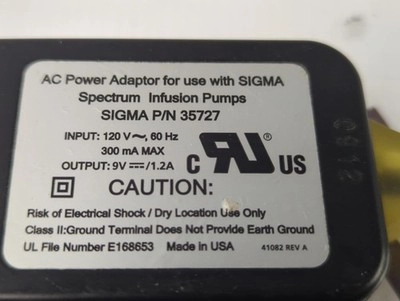 AC Power Adaptor for use with SIGMA
Spectrum Infusion Pumps
SIGMA P/N 35727
INPUT: 120 V~, 60 Hz
300 mA MAX
OUTPUT: 9V⎓/1.2A
C RU US
CAUTION:
Risk of Electrical Shock / Dry Location Use Only
Class II:Ground Terminal Does Not Provide Earth Ground
UL File Number E168653 Made in USA
41082 REV A